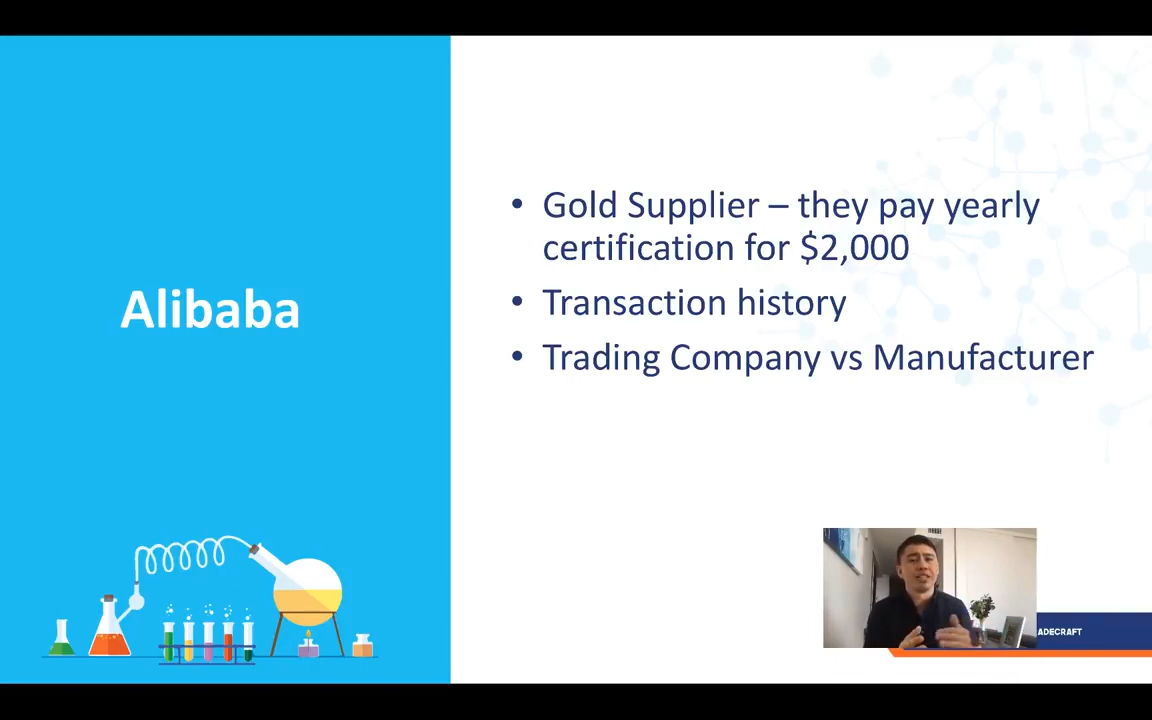 Alibaba
• Gold Supplier – they pay yearly
certification for $2,000
• Transaction history
• Trading Company vs Manufacturer
ADECRAFT